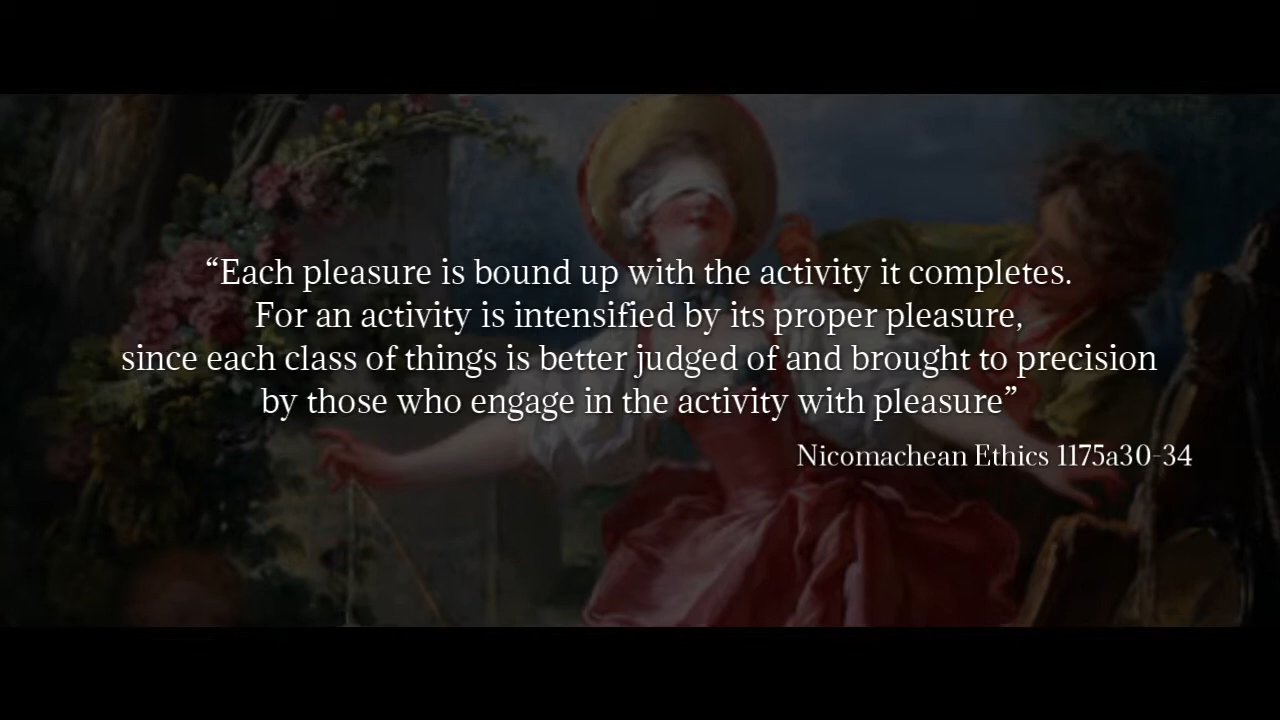 “Each pleasure is bound up with the activity it completes.
For an activity is intensified by its proper pleasure,
since each class of things is better judged of and brought to precision
by those who engage in the activity with pleasure”
Nicomachean Ethics 1175a30-34